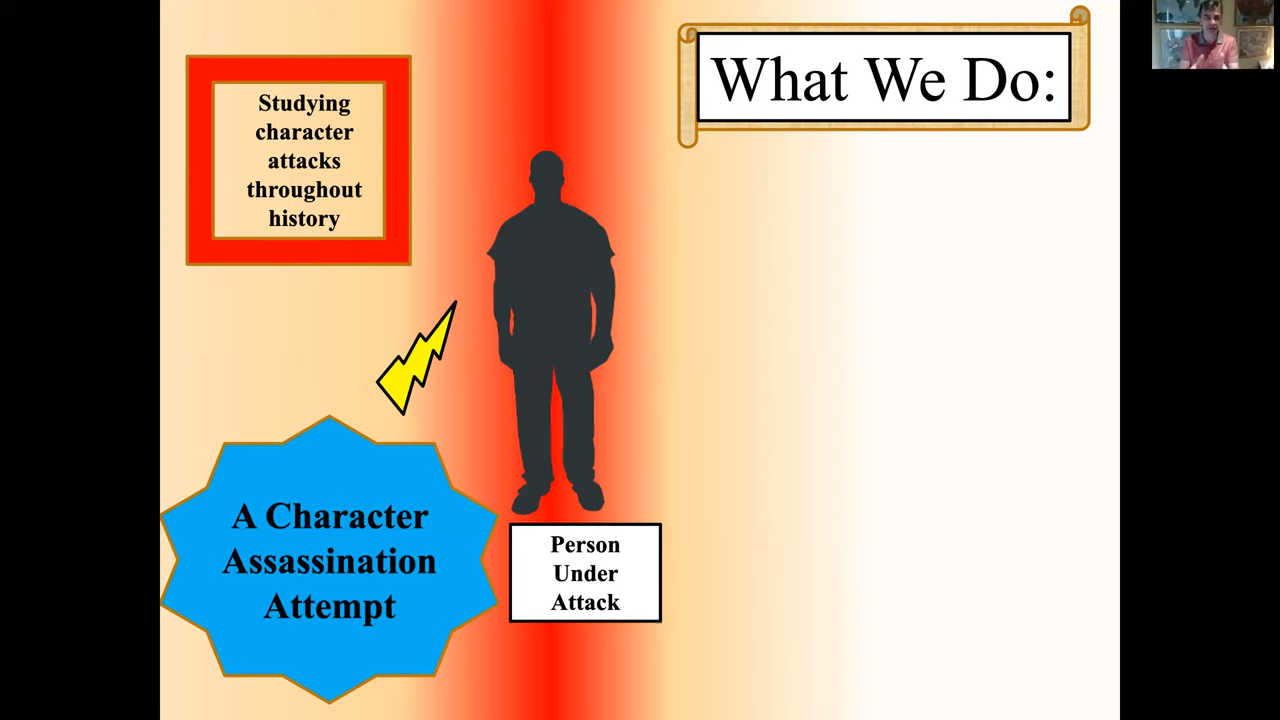 What We Do:
Studying
character
attacks
throughout
history
A Character
Assassination
Attempt
Person
Under
Attack